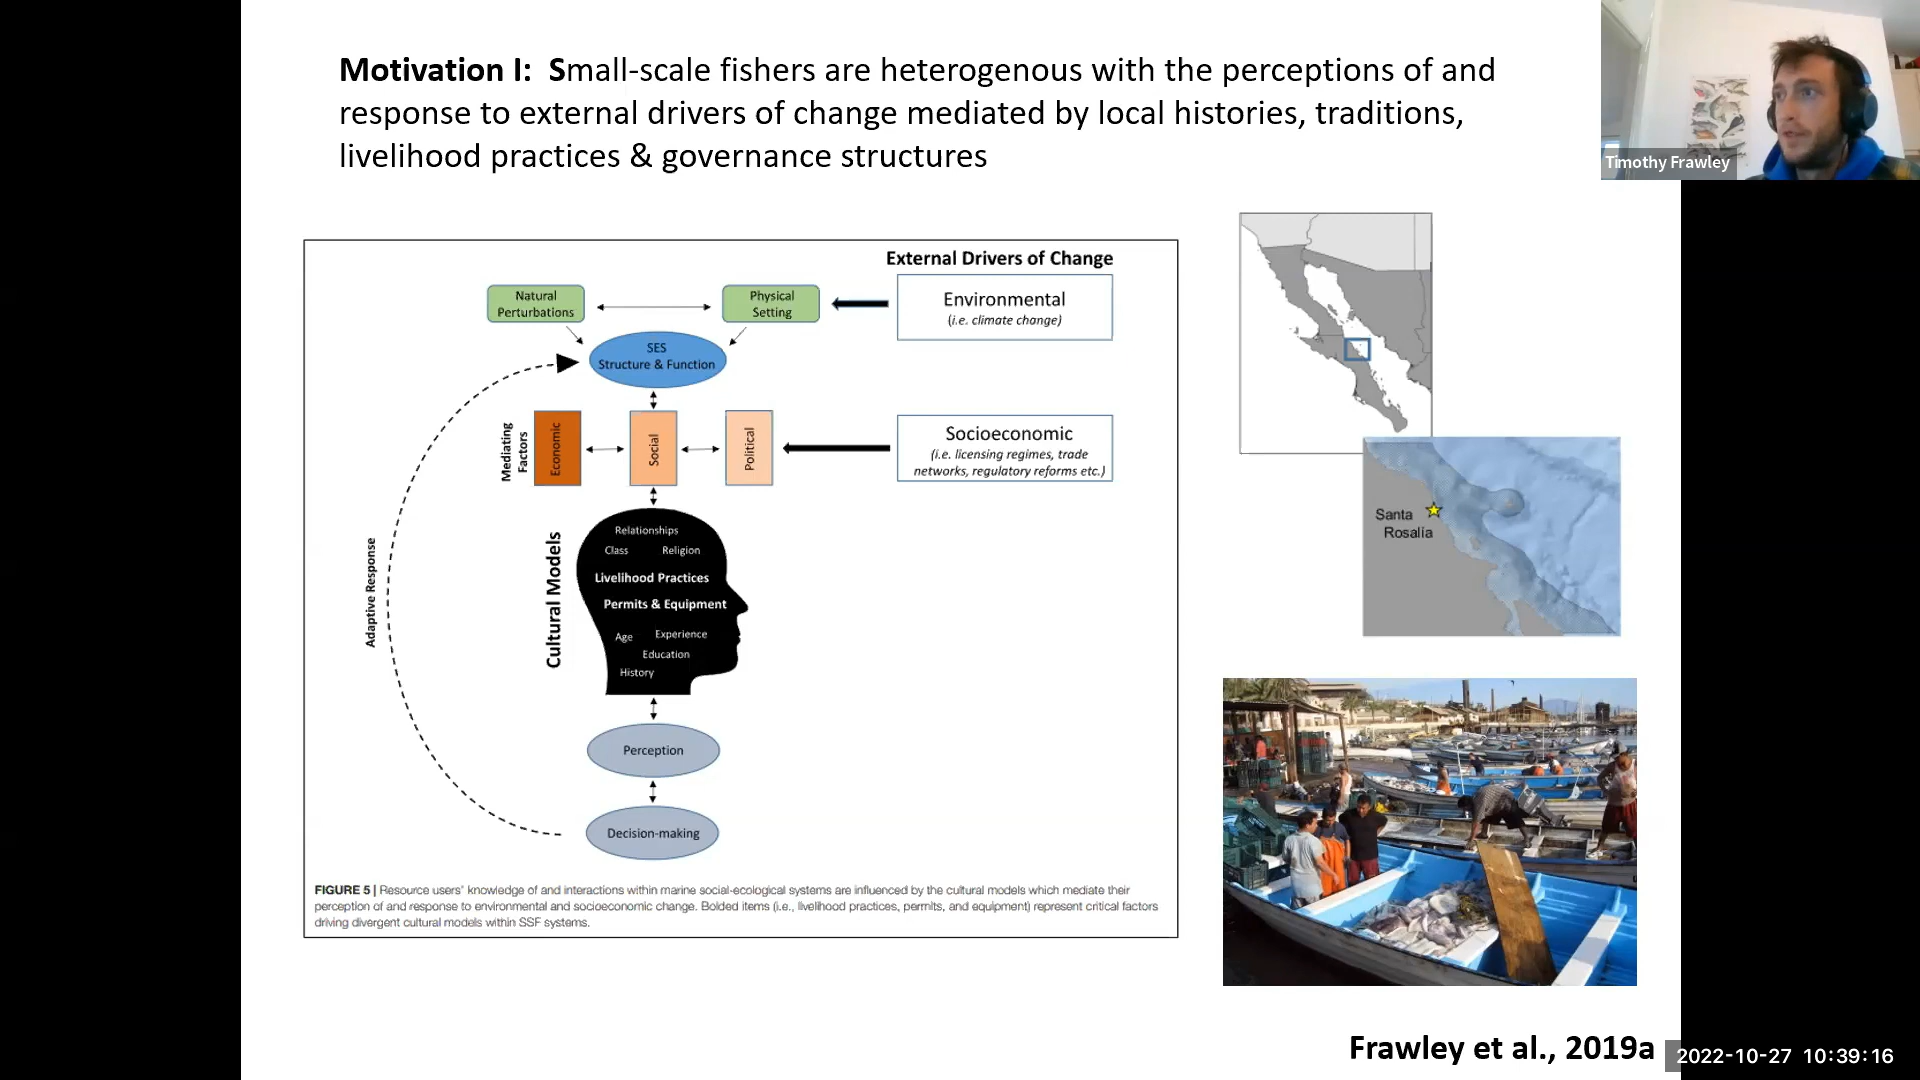 Motivation I:  Small-scale fishers are heterogenous with the perceptions of and
response to external drivers of change mediated by local histories, traditions,
livelihood practices & governance structures
Timothy Frawley
External Drivers of Change
Natural
Perturbations
Physical
Setting
Environmental
(i.e. climate change)
SES
Structure & Function
Mediating
Factors
Economic
Social
Political
Socioeconomic
(i.e. licensing regimes, trade
networks, regulatory reforms etc.)
Adaptive Response
Cultural Models
Relationships
Class
Religion
Livelihood Practices
Permits & Equipment
Age
Experience
Education
History
Perception
Decision-making
FIGURE 5 | Resource users' knowledge of and interactions within marine social-ecological systems are influenced by the cultural models which mediate their
perception of and response to environmental and socioeconomic change. Bolded items (i.e., livelihood practices, permits, and equipment) represent critical factors
driving divergent cultural models within SSF systems.
Santa
Rosalía
Frawley et al., 2019a
2022-10-27 10:39:16